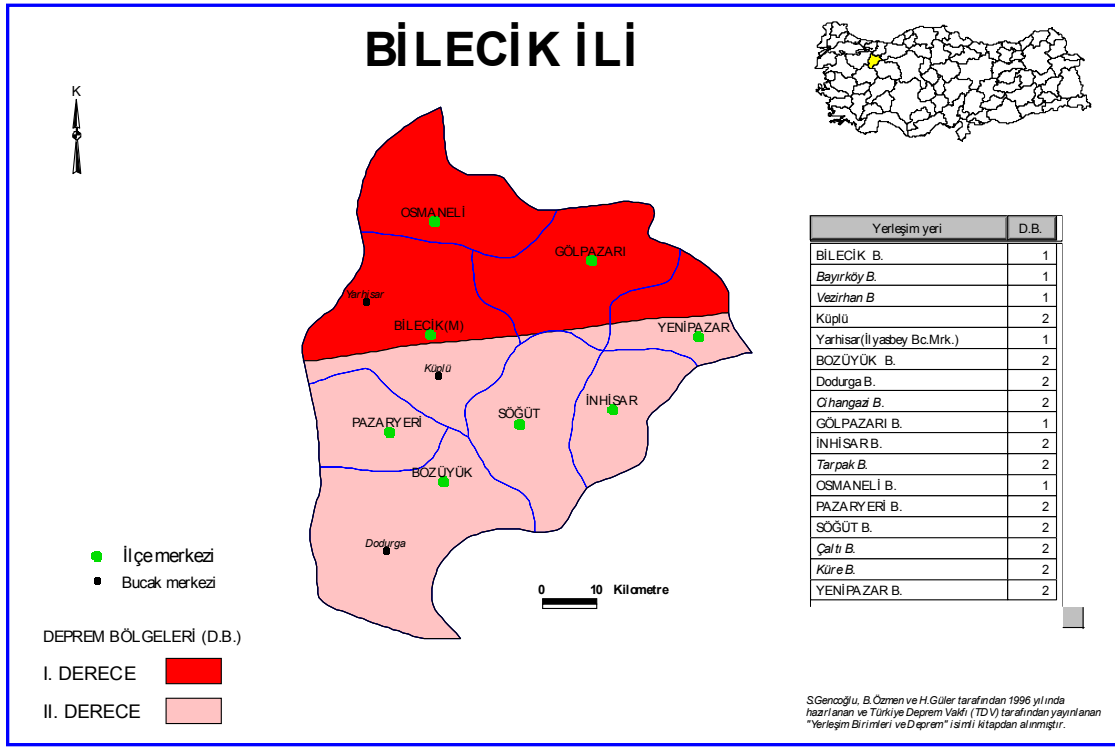 BİLECİK İLİ
K
OSMANELİ
GÖLPAZARI
Yarhisar
BİLECİK(M)
YENİPAZAR
Küplü
İNHİSAR
SÖĞÜT
PAZARYERİ
BOZÜYÜK
Dodurga
Yerleşim yeri D.B.
BİLECİK B. 1
Bayırköy B. 1
Vezirhan B 1
Küplü 2
Yarhisar(İlyasbey Bc.Mrk.) 1
BOZÜYÜK B. 2
Dodurga B. 2
Cihangazi B. 2
GÖLPAZARI B. 1
İNHİSAR B. 2
Tarpak B. 2
OSMANELİ B. 1
PAZARYERİ B. 2
SÖĞÜT B. 2
Çaltı B. 2
Küre B. 2
YENİPAZAR B. 2
İlçe merkezi
Bucak merkezi
0 10 Kilometre
DEPREM BÖLGELERİ (D.B.)
I. DERECE
II. DERECE
S.Gencoğlu, B.Özmen ve H.Güler tarafından 1996 yılında
hazırlanan ve Türkiye Deprem Vakfı (TDV) tarafından yayınlanan
"Yerleşim Birimleri ve Deprem" isimli kitapdan alınmıştır.